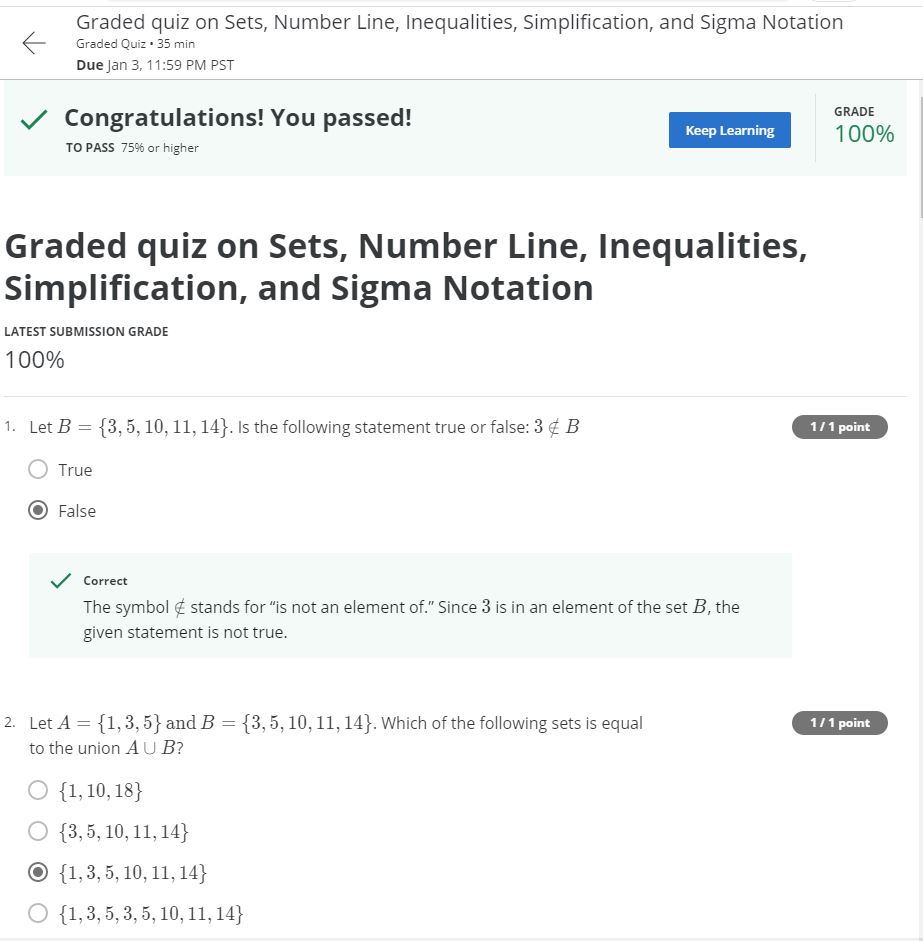 Graded quiz on Sets, Number Line, Inequalities, Simplification, and Sigma Notation
Graded Quiz • 35 min
Due Jan 3, 11:59 PM PST
Congratulations! You passed!
TO PASS 75% or higher
Keep Learning
GRADE
100%
Graded quiz on Sets, Number Line, Inequalities,
Simplification, and Sigma Notation
LATEST SUBMISSION GRADE
100%
1. Let B = {3, 5, 10, 11, 14}. Is the following statement true or false: 3 ∉ B
1 / 1 point
True
False
Correct
The symbol ∉ stands for “is not an element of.” Since 3 is in an element of the set B, the
given statement is not true.
2. Let A = {1, 3, 5} and B = {3, 5, 10, 11, 14}. Which of the following sets is equal
to the union A ∪ B?
1 / 1 point
{1, 10, 18}
{3, 5, 10, 11, 14}
{1, 3, 5, 10, 11, 14}
{1, 3, 5, 3, 5, 10, 11, 14}